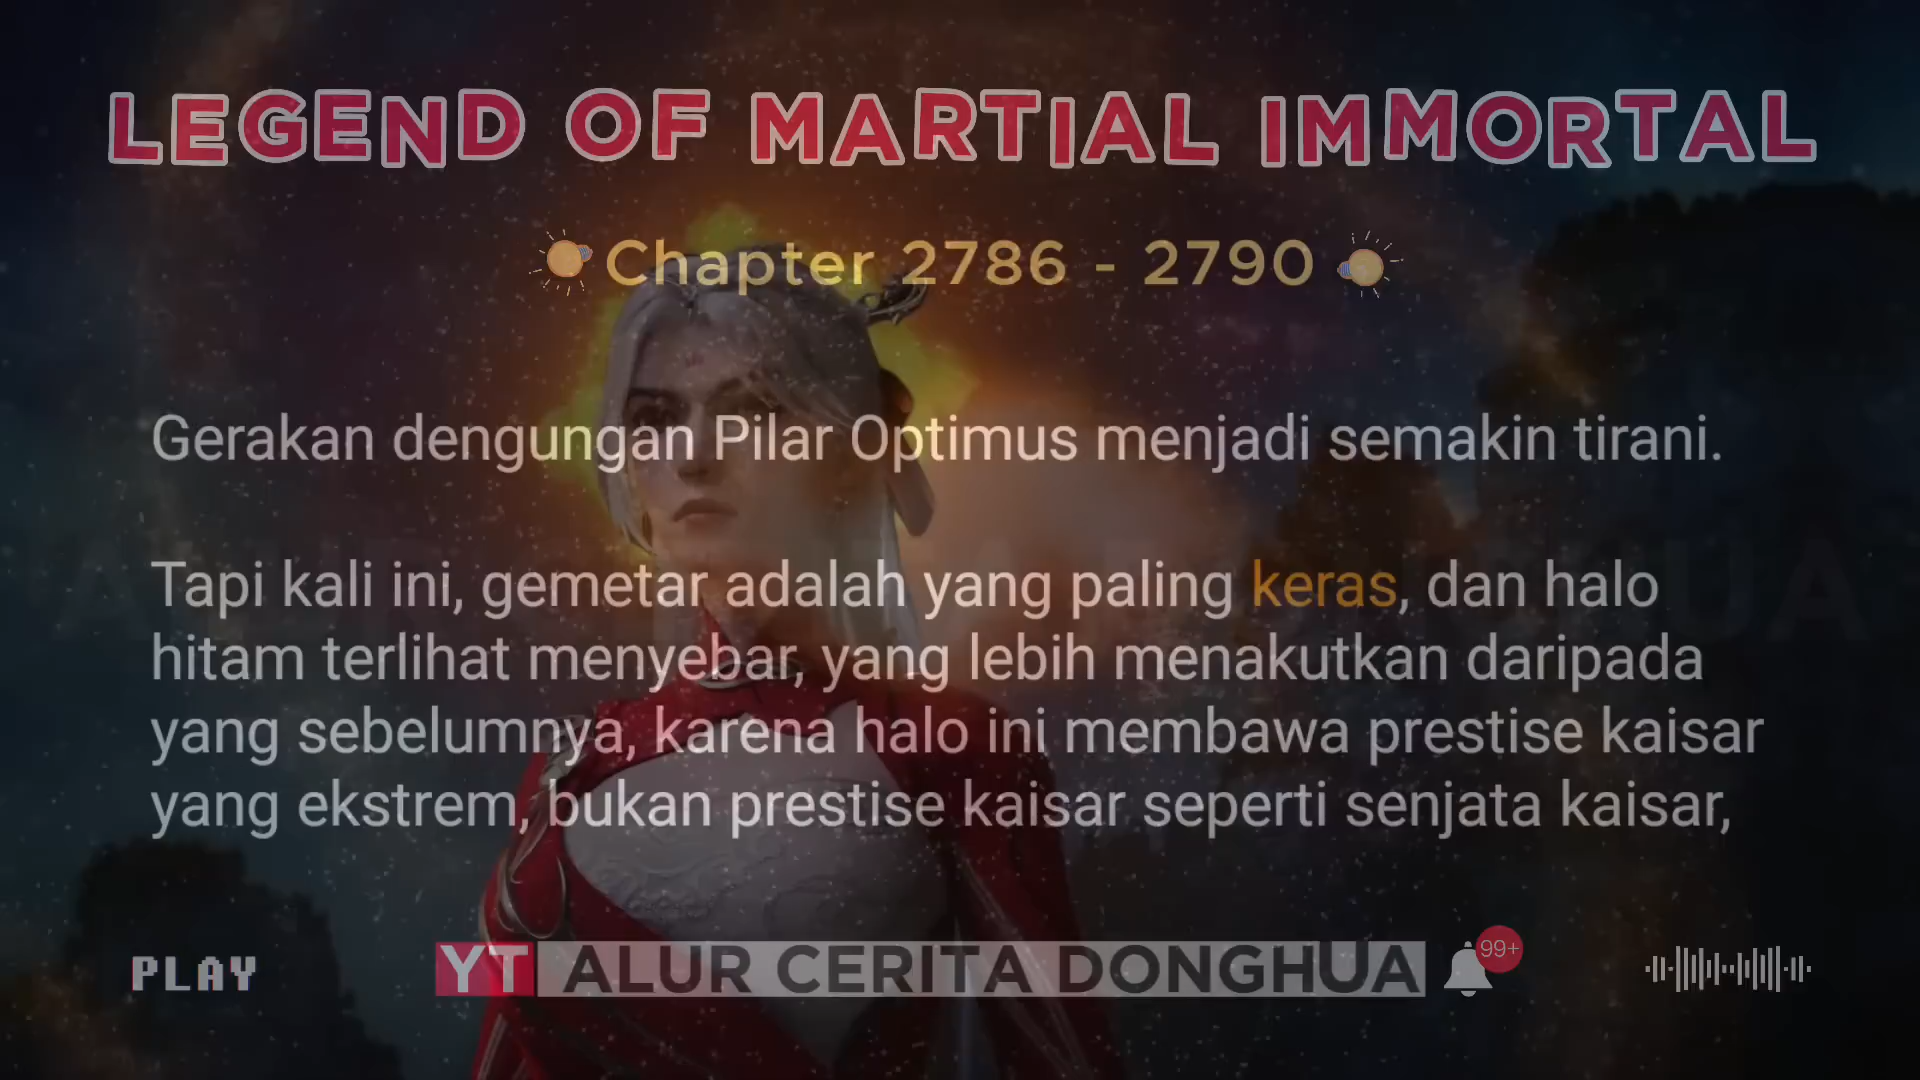 LEGEND OF MARTIAL IMMORTAL
Chapter 2786 - 2790
Gerakan dengungan Pilar Optimus menjadi semakin tirani.
Tapi kali ini, gemetar adalah yang paling keras, dan halo
hitam terlihat menyebar, yang lebih menakutkan daripada
yang sebelumnya, karena halo ini membawa prestise kaisar
yang ekstrem, bukan prestise kaisar seperti senjata kaisar,
PLAY
YT ALUR CERITA DONGHUA
99+